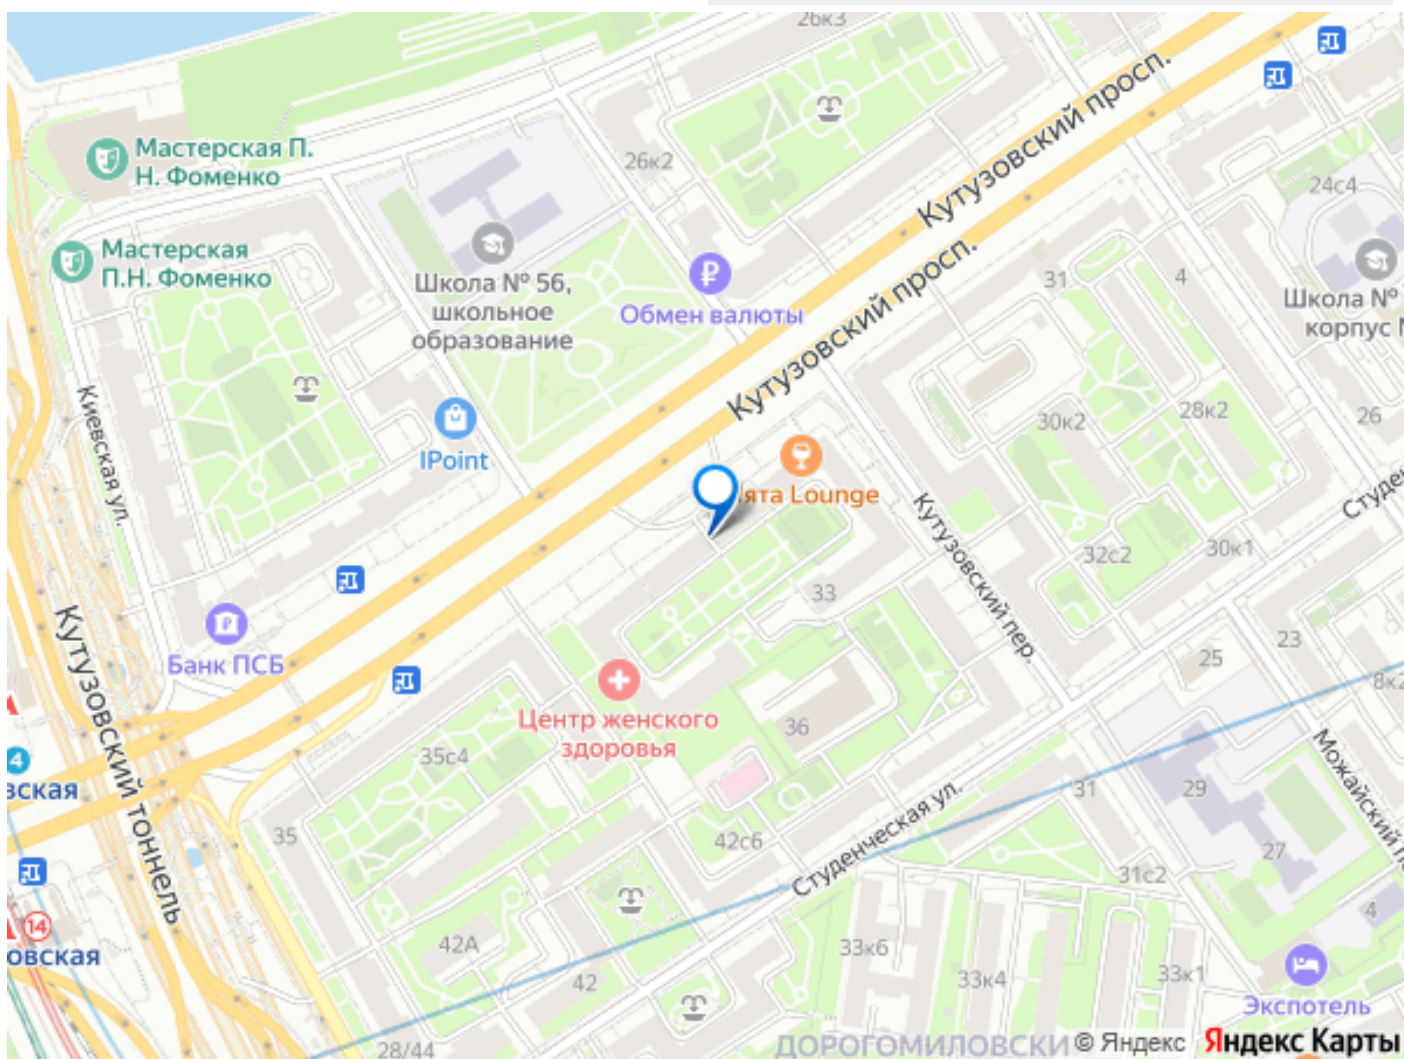 26к3
Кутузовский просп.
Мастерская П.
Н. Фоменко
26к2
24с4
Мастерская
П.Н. Фоменко
Школа № 56,
школьное
образование
Обмен валюты
Кутузовский просп.
31
4
Школа №
корпус
Киевская ул.
IPoint
30к2
28к2
26
ята Lounge
Студе
Кутузовский пер.
32с2
30к1
33
Банк ПСБ
23
25
8к2
Кутузовский тоннель
Центр женского
здоровья
36
35с4
4
вская
35
42с6
Студенческая ул.
31
29
Можайский п
27
31с2
14
овская
42А
42
33к6
33к4
33к1
4
Экспотель
28/44
ДОРОГОМИЛОВСКИ
© Яндекс Яндекс Карты